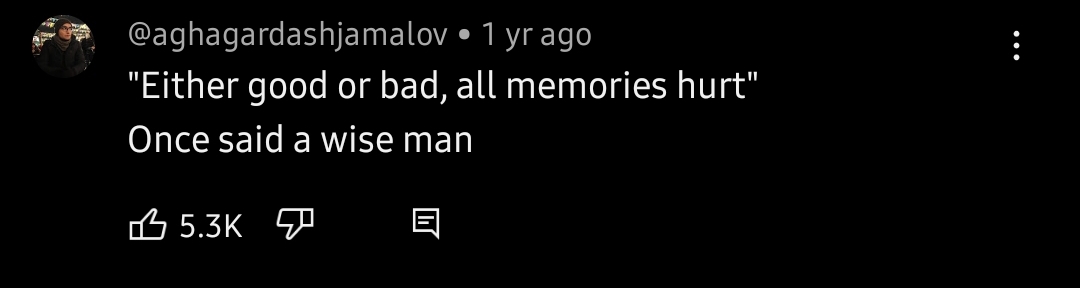 @aghagardashjamalov • 1 yr ago
"Either good or bad, all memories hurt"
Once said a wise man
5.3K